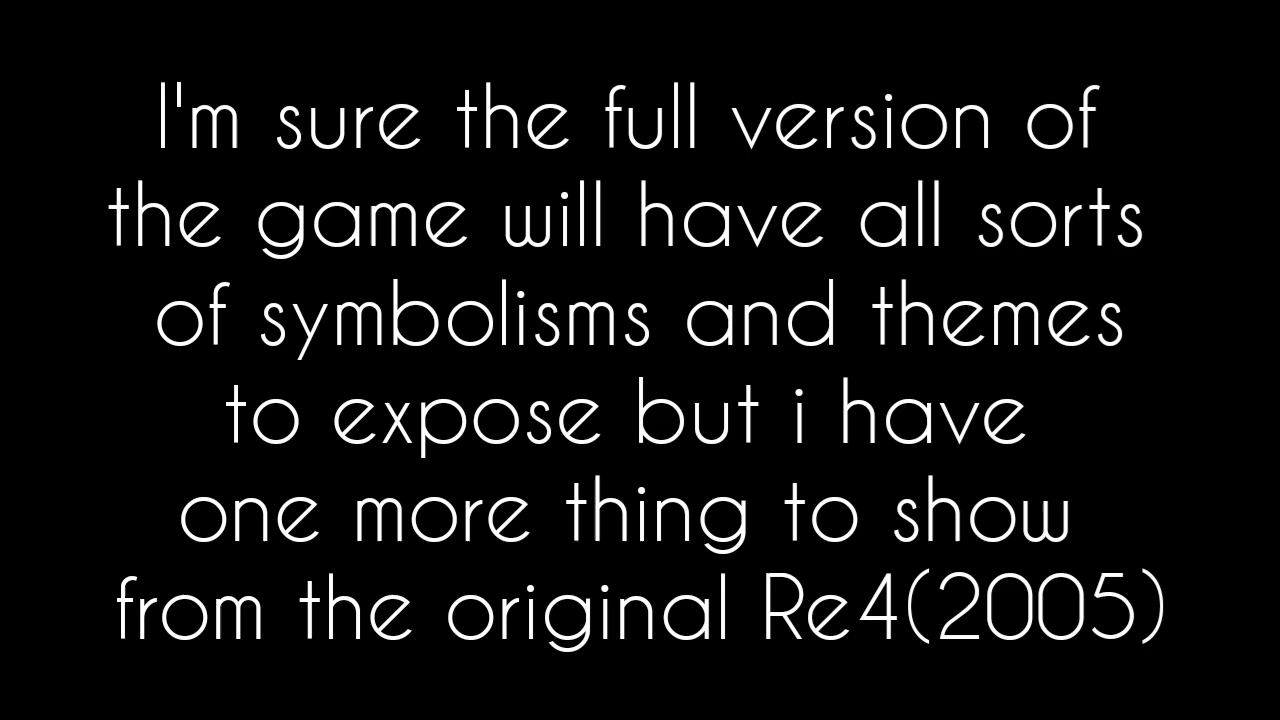 I'm sure the full version of
the game will have all sorts
of symbolisms and themes
to expose but i have
one more thing to show
from the original Re4(2005)